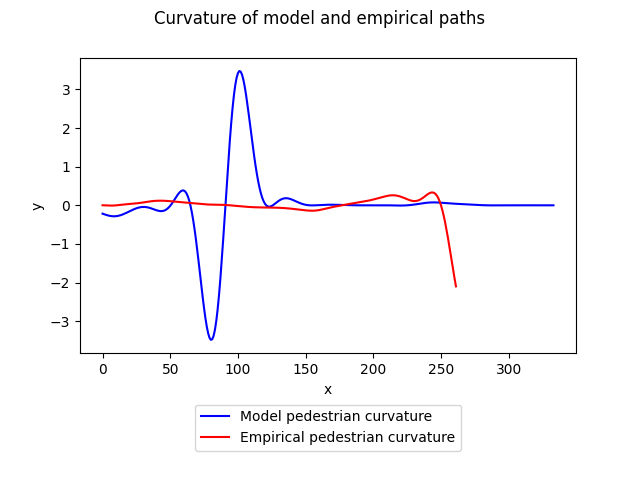 Curvature of model and empirical paths
3
2
1
0
−1
−2
−3
y
0 50 100 150 200 250 300
x
Model pedestrian curvature
Empirical pedestrian curvature